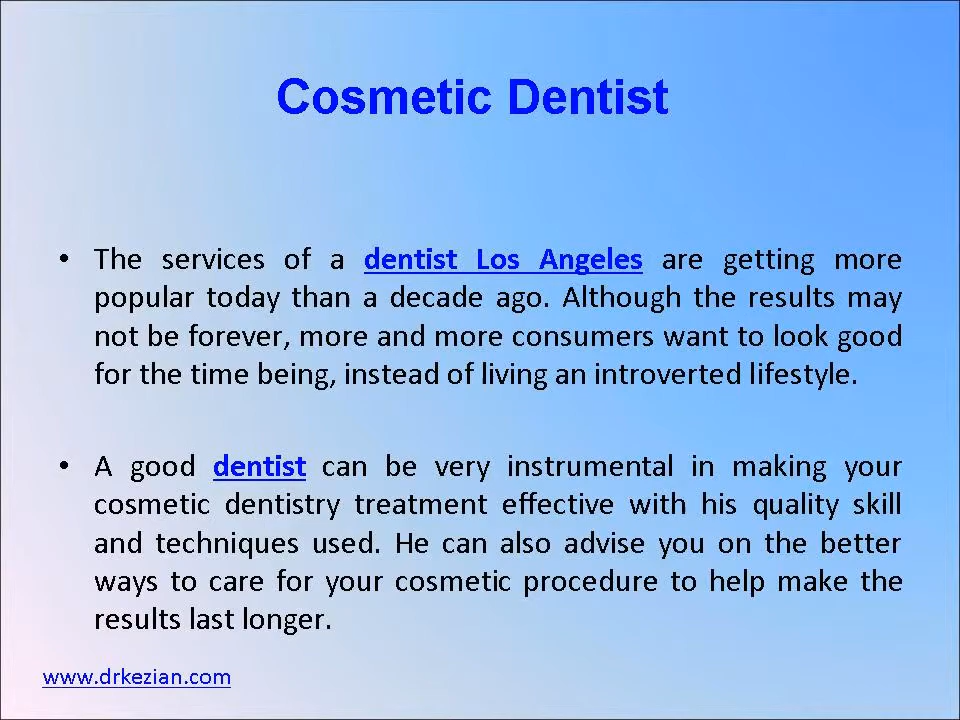 Cosmetic Dentist
• The services of a dentist Los Angeles are getting more
popular today than a decade ago. Although the results may
not be forever, more and more consumers want to look good
for the time being, instead of living an introverted lifestyle.
• A good dentist can be very instrumental in making your
cosmetic dentistry treatment effective with his quality skill
and techniques used. He can also advise you on the better
ways to care for your cosmetic procedure to help make the
results last longer.
www.drkezian.com